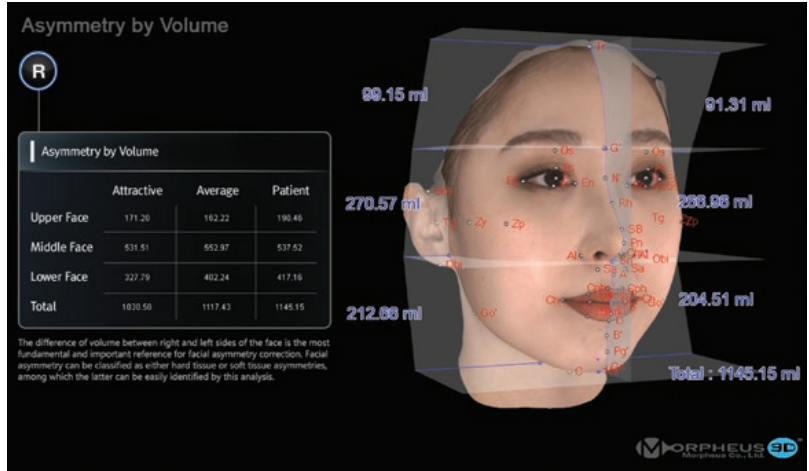 Asymmetry by Volume
R
Asymmetry by Volume
Attractive Average Patient
Upper Face 171.20 162.22 190.46
Middle Face 531.51 552.97 537.52
Lower Face 327.79 402.24 417.16
Total 1030.50 1117.43 1145.15
The difference of volume between right and left sides of the face is the most
fundamental and important reference for facial asymmetry correction. Facial
asymmetry can be classified as either hard tissue or soft tissue asymmetries,
among which the latter can be easily identified by this analysis.
Tr
99.15 ml
91.31 ml
Os G' Os
En N'
270.57 ml
266.96 ml
Rh
Tg Zy Zp Tg Zp
SB
Pn
Al Obi
Obi
Sa Sa
Cph
Ch
212.66 ml
204.51 ml
Go' Go'
B'
Pg'
C
Total : 1145.15 ml
MORPHEUS 3D
Morpheus Co., Ltd.